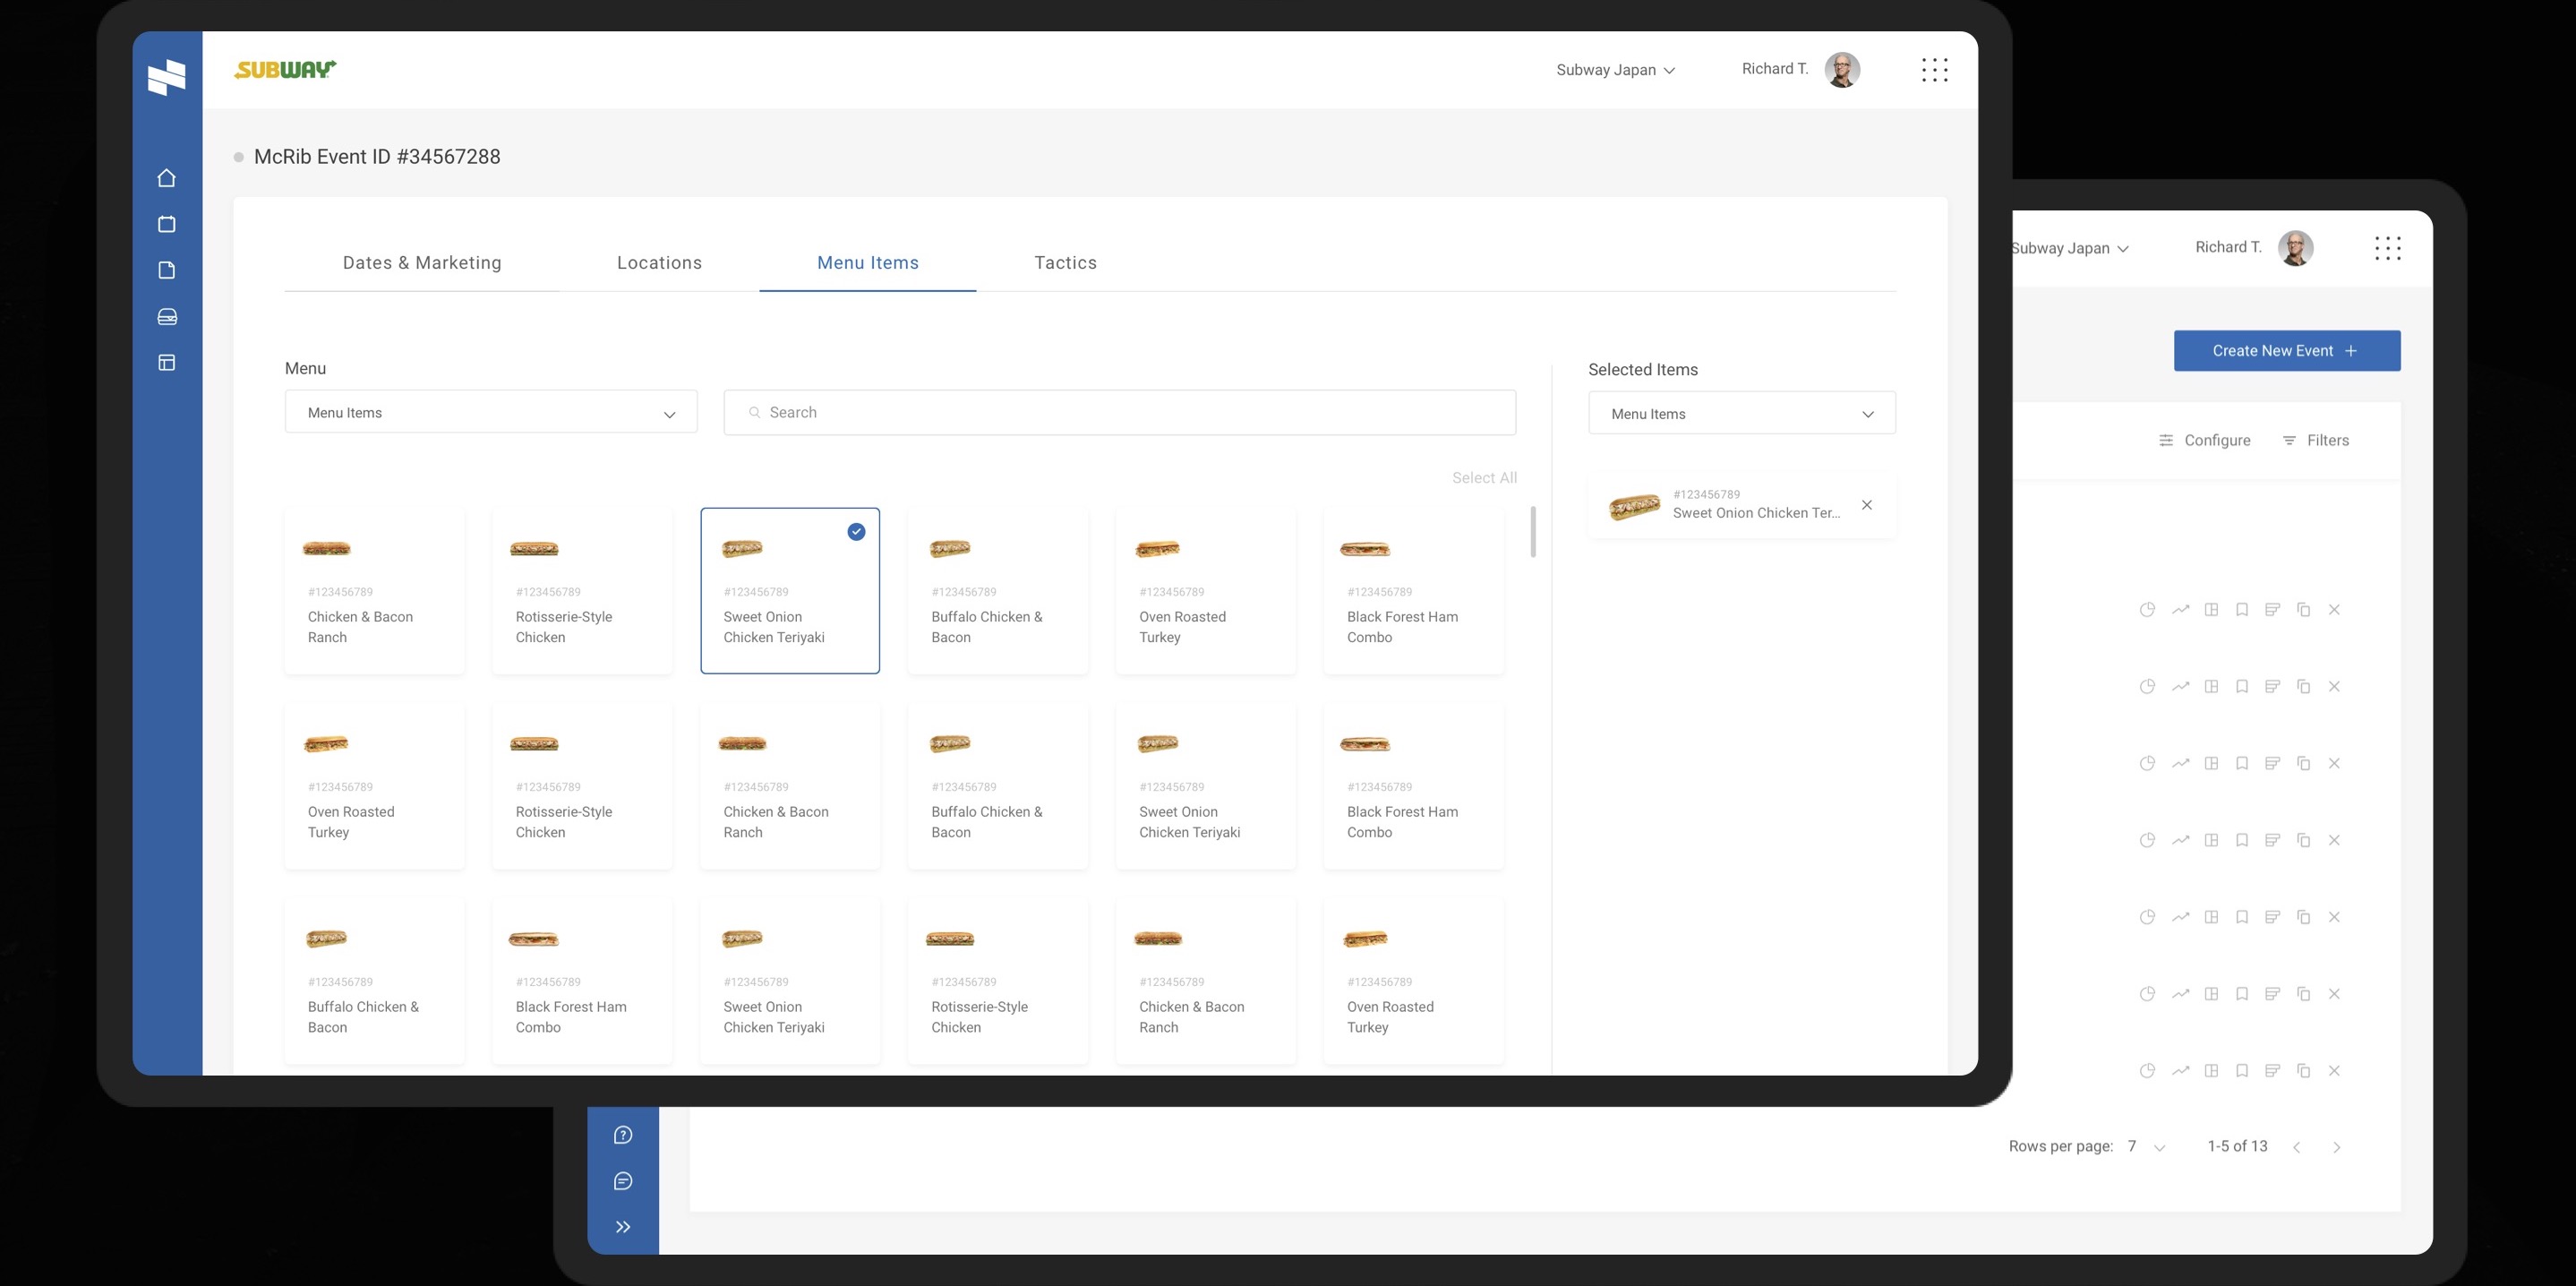 SUBWAY
Subway Japan
Richard T.
McRib Event ID #34567288
Dates & Marketing
Locations
Menu Items
Tactics
Menu
Menu Items
Search
Select All
#123456789
Chicken & Bacon
Ranch
#123456789
Rotisserie-Style
Chicken
#123456789
Sweet Onion
Chicken Teriyaki
#123456789
Buffalo Chicken &
Bacon
#123456789
Oven Roasted
Turkey
#123456789
Black Forest Ham
Combo
#123456789
Oven Roasted
Turkey
#123456789
Rotisserie-Style
Chicken
#123456789
Chicken & Bacon
Ranch
#123456789
Buffalo Chicken &
Bacon
#123456789
Sweet Onion
Chicken Teriyaki
#123456789
Black Forest Ham
Combo
#123456789
Buffalo Chicken &
Bacon
#123456789
Black Forest Ham
Combo
#123456789
Sweet Onion
Chicken Teriyaki
#123456789
Rotisserie-Style
Chicken
#123456789
Chicken & Bacon
Ranch
#123456789
Oven Roasted
Turkey
Selected Items
Menu Items
#123456789
Sweet Onion Chicken Ter...
Subway Japan
Richard T.
Create New Event +
Configure
Filters
Rows per page: 7
1-5 of 13